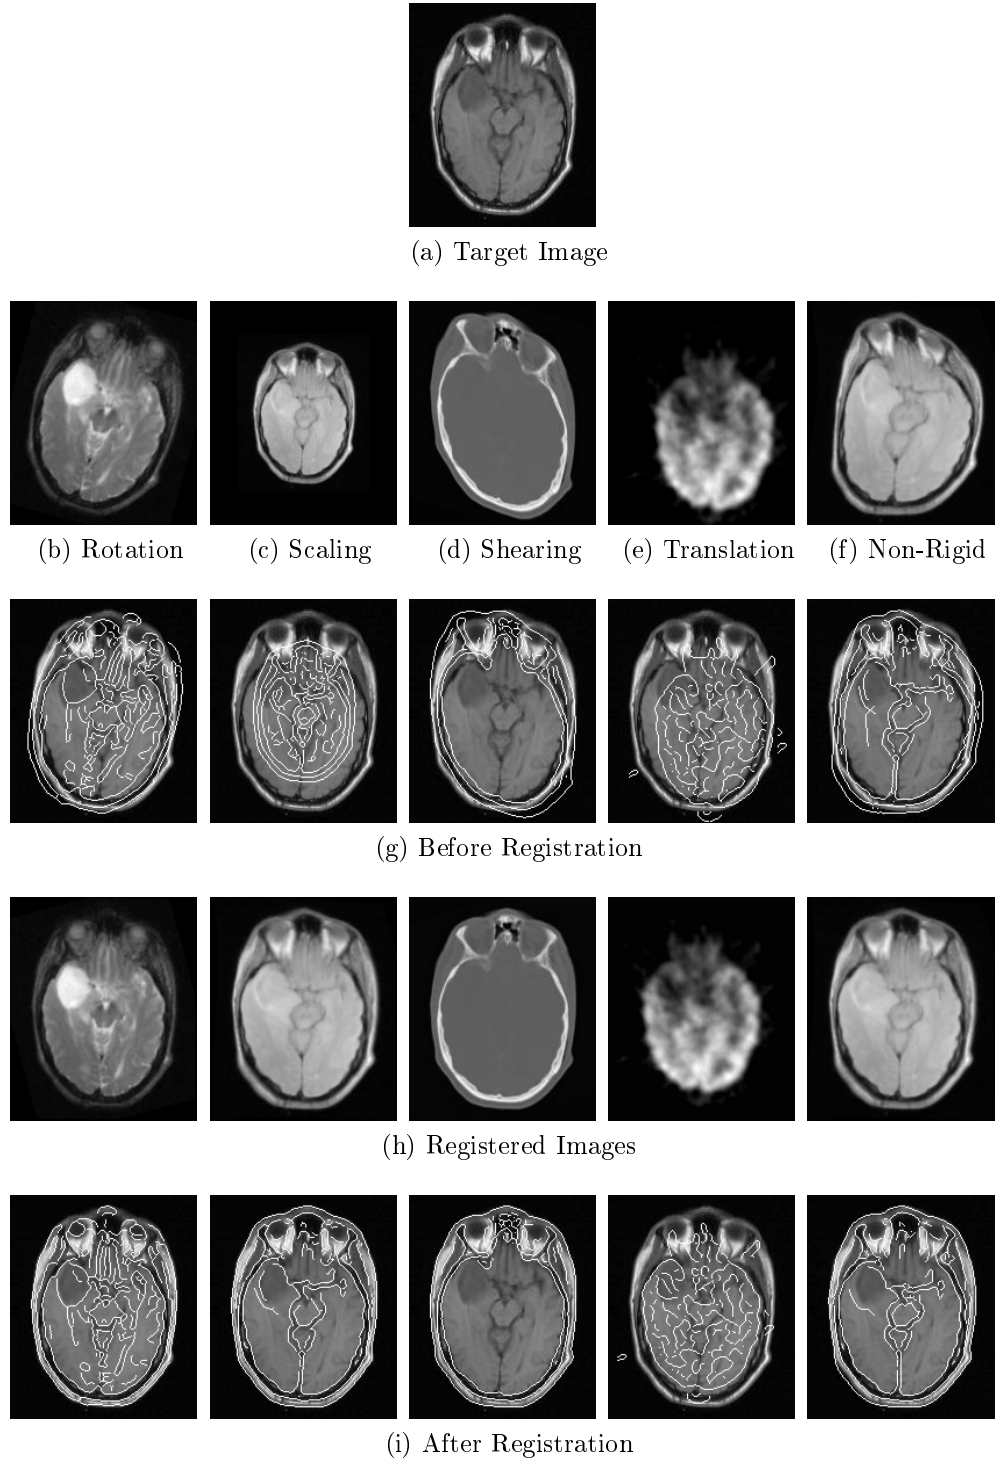 (a) Target Image
(b) Rotation
(c) Scaling
(d) Shearing
(e) Translation
(f) Non-Rigid
(g) Before Registration
(h) Registered Images
(i) After Registration